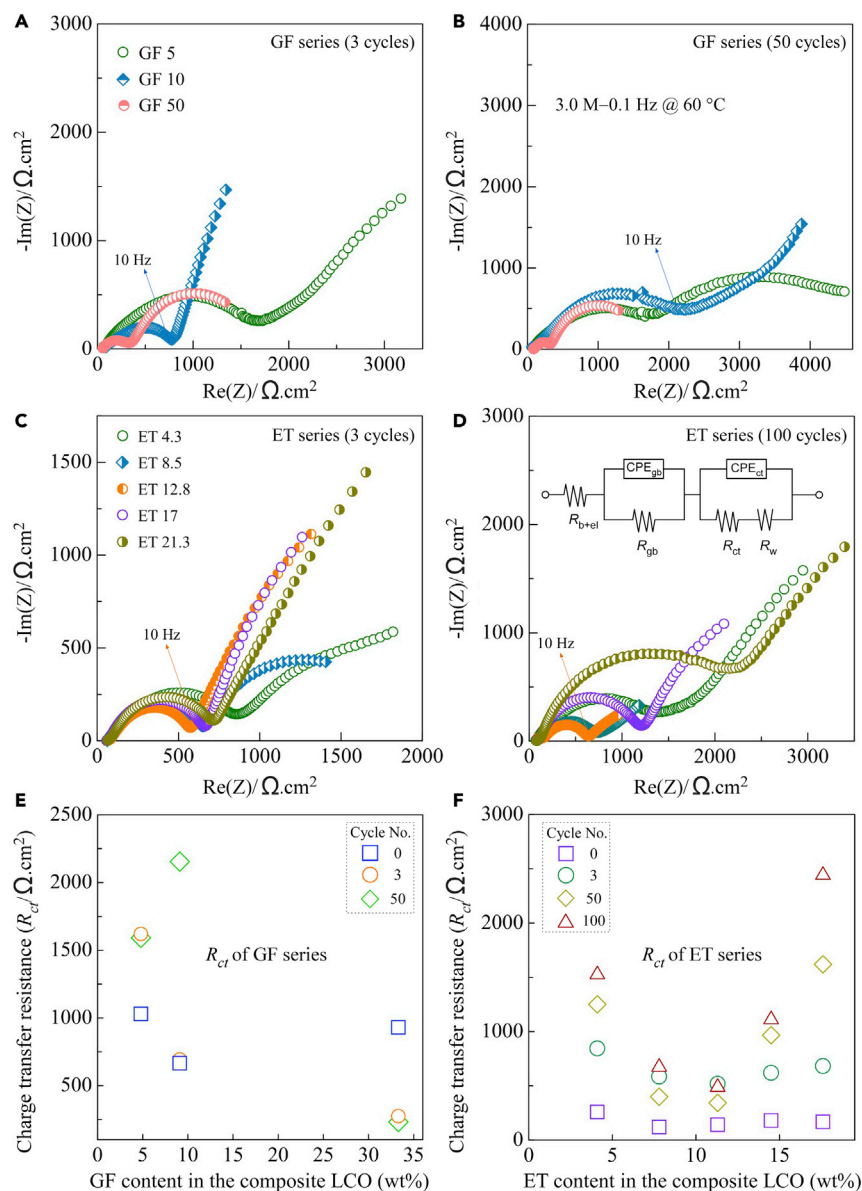 A
GF series (3 cycles)
GF 5
GF 10
GF 50
10 Hz
3000
2000
1000
0
0
1000
2000
3000
-Im(Z)/Ω.cm²
Re(Z)/Ω.cm²
B
GF series (50 cycles)
3.0 M–0.1 Hz @ 60 °C
10 Hz
4000
3000
2000
1000
0
0
1000
2000
3000
4000
-Im(Z)/Ω.cm²
Re(Z)/Ω.cm²
C
ET series (3 cycles)
ET 4.3
ET 8.5
ET 12.8
ET 17
ET 21.3
10 Hz
1500
1000
500
0
0
500
1000
1500
2000
-Im(Z)/Ω.cm²
Re(Z)/Ω.cm²
D
ET series (100 cycles)
CPEgb
CPEct
Rb+el
Rgb
Rct
Rw
10 Hz
3000
2000
1000
0
0
1000
2000
3000
-Im(Z)/Ω.cm²
Re(Z)/Ω.cm²
E
Cycle No.
0
3
50
Rct of GF series
2500
2250
2000
1750
1500
1250
1000
750
500
250
0
0
5
10
15
20
25
30
35
Charge transfer resistance (Rct/Ω.cm²)
GF content in the composite LCO (wt%)
F
Cycle No.
0
3
50
100
Rct of ET series
3000
2500
2000
1500
1000
500
0
0
5
10
15
Charge transfer resistance (Rct/Ω.cm²)
ET content in the composite LCO (wt%)